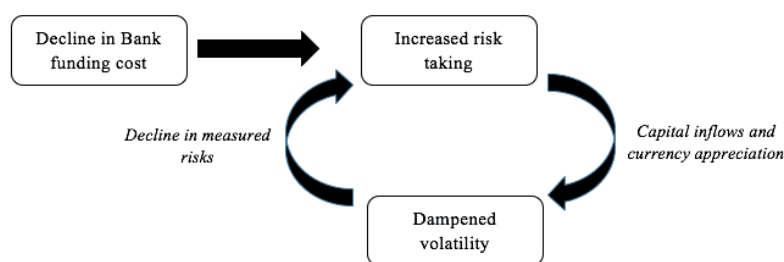 Decline in Bank
funding cost
Increased risk
taking
Decline in measured
risks
Capital inflows and
currency appreciation
Dampened
volatility